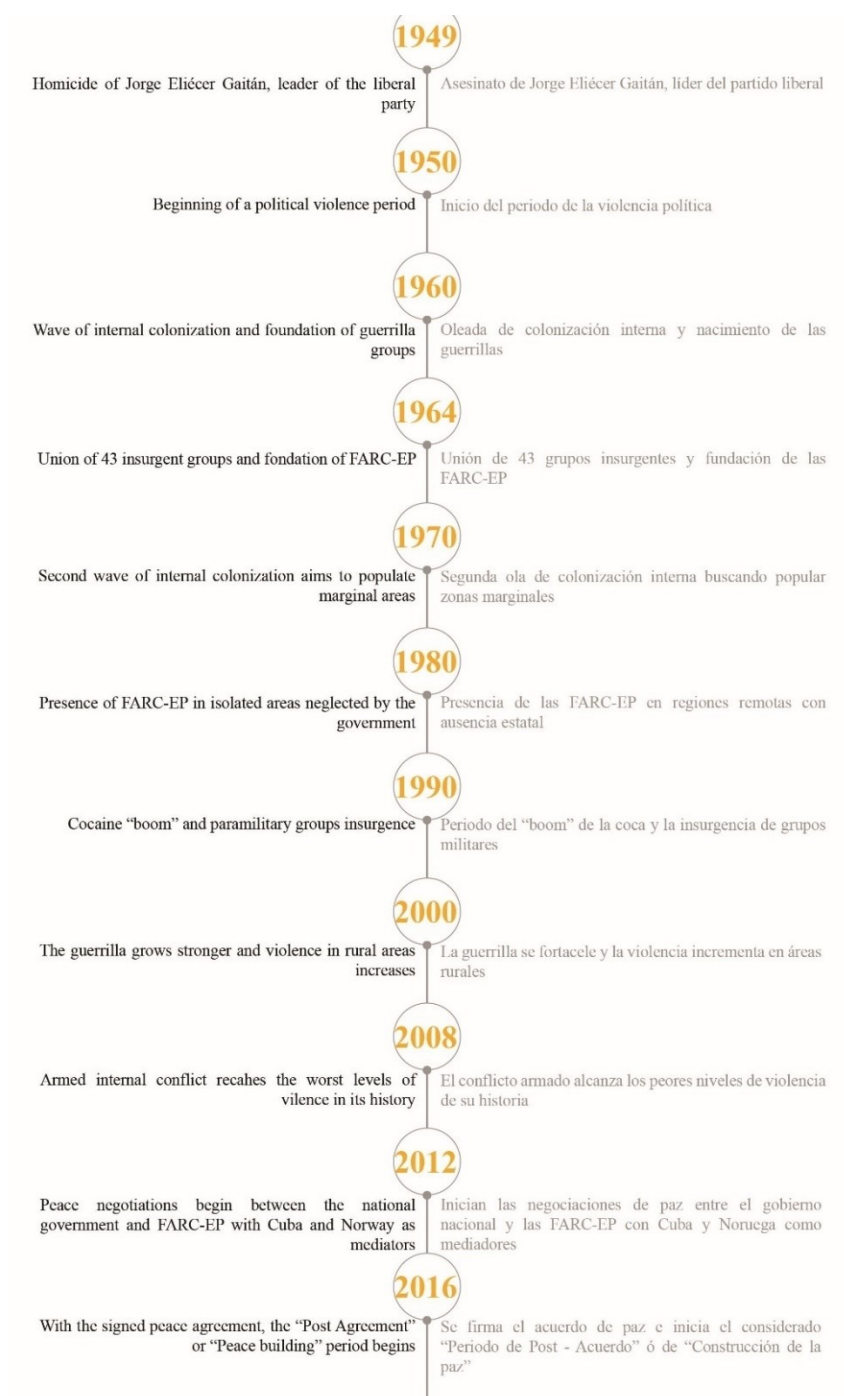 1949
Homicide of Jorge Eliécer Gaitán, leader of the liberal
party
Asesinato de Jorge Eliécer Gaitán, líder del partido liberal
1950
Beginning of a political violence period
Inicio del periodo de la violencia política
1960
Wave of internal colonization and foundation of guerrilla
groups
Oleada de colonización interna y nacimiento de las
guerrillas
1964
Union of 43 insurgent groups and fondation of FARC-EP
Unión de 43 grupos insurgentes y fundación de las
FARC-EP
1970
Second wave of internal colonization aims to populate
marginal areas
Segunda ola de colonización interna buscando popular
zonas marginales
1980
Presence of FARC-EP in isolated areas neglected by the
government
Presencia de las FARC-EP en regiones remotas con
ausencia estatal
1990
Cocaine “boom” and paramilitary groups insurgence
Periodo del “boom” de la coca y la insurgencia de grupos
militares
2000
The guerrilla grows stronger and violence in rural areas
increases
La guerrilla se fortacele y la violencia incrementa en áreas
rurales
2008
Armed internal conflict recahes the worst levels of
vilence in its history
El conflicto armado alcanza los peores niveles de violencia
de su historia
2012
Peace negotiations begin between the national
government and FARC-EP with Cuba and Norway as
mediators
Inician las negociaciones de paz entre el gobierno
nacional y las FARC-EP con Cuba y Noruega como
mediadores
2016
With the signed peace agreement, the “Post Agreement”
or “Peace building” period begins
Se firma el acuerdo de paz e inicia el considerado
“Periodo de Post - Acuerdo” ó de “Construcción de la
paz”